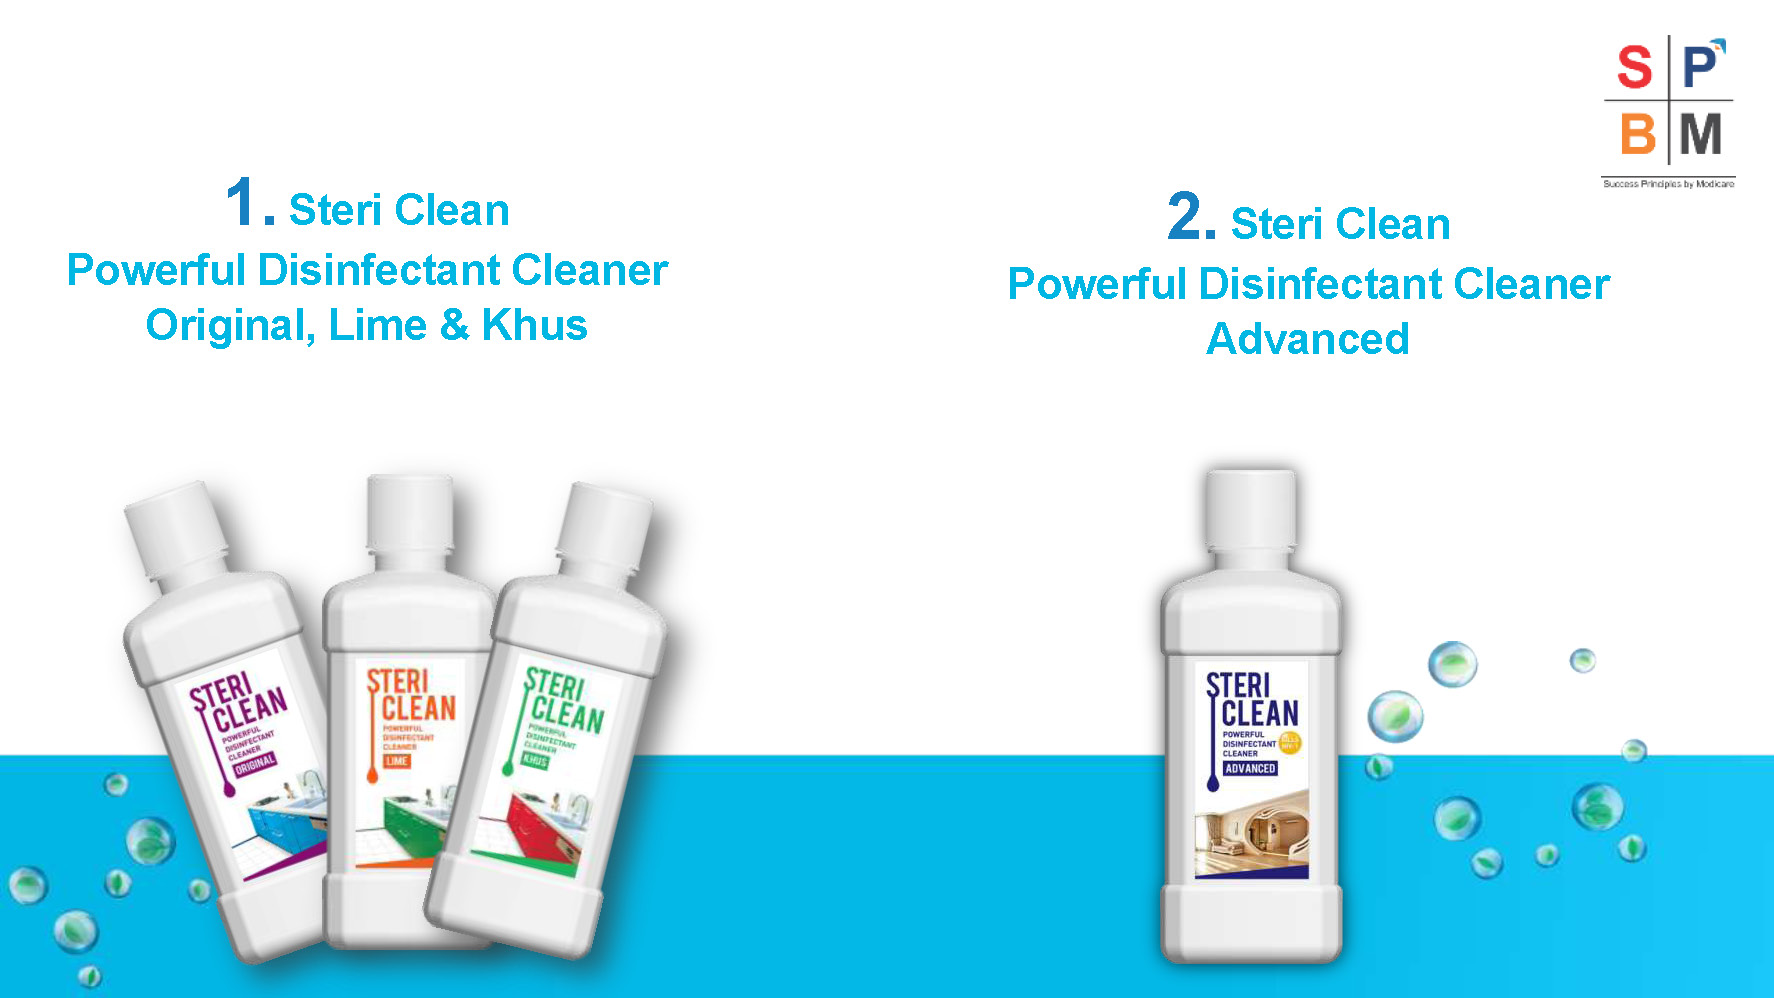 S P
B M
Success Principles by Modicare
1. Steri Clean
Powerful Disinfectant Cleaner
Original, Lime & Khus
2. Steri Clean
Powerful Disinfectant Cleaner
Advanced
STERI
CLEAN
POWERFUL
DISINFECTANT
CLEANER
ORIGINAL
STERI
CLEAN
POWERFUL
DISINFECTANT
CLEANER
LIME
STERI
CLEAN
POWERFUL
DISINFECTANT
CLEANER
KHUS
STERI
CLEAN
POWERFUL
DISINFECTANT
CLEANER
ADVANCED